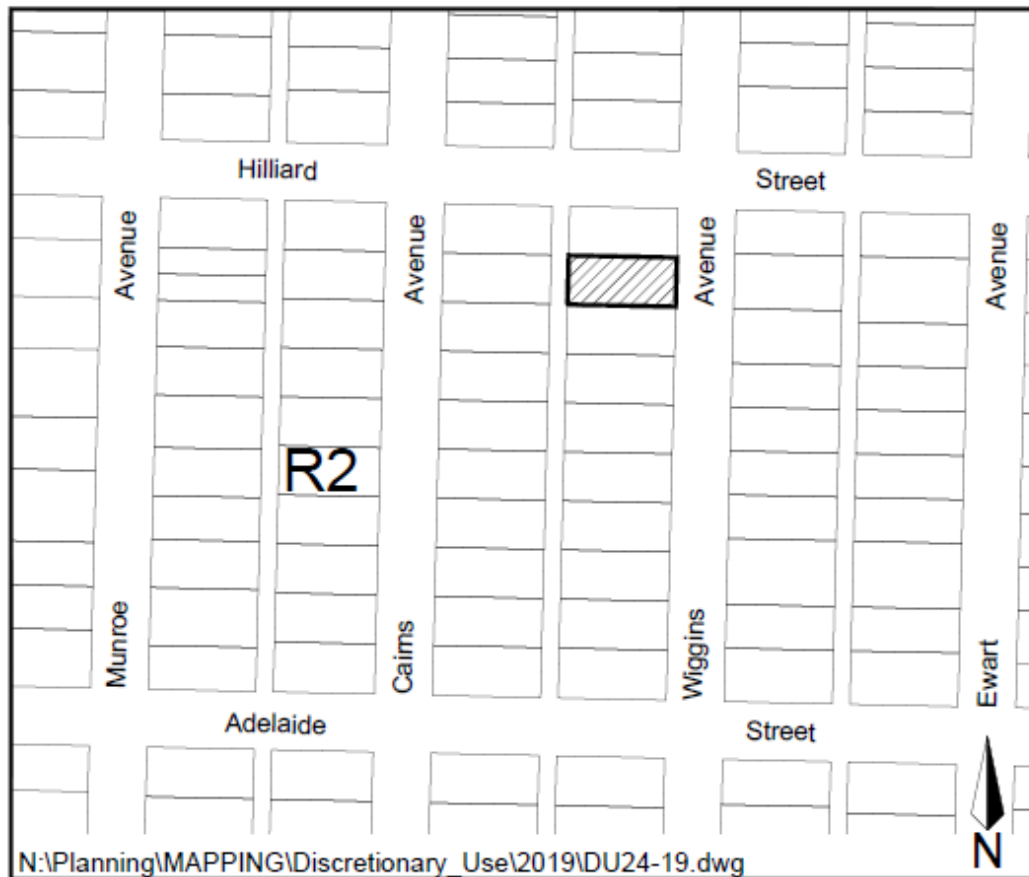 Hilliard Street
Avenue
Avenue
Avenue
Avenue
R2
Munroe
Cairns
Wiggins
Ewart
Adelaide Street
N
N:\Planning\MAPPING\Discretionary_Use\2019\DU24-19.dwg